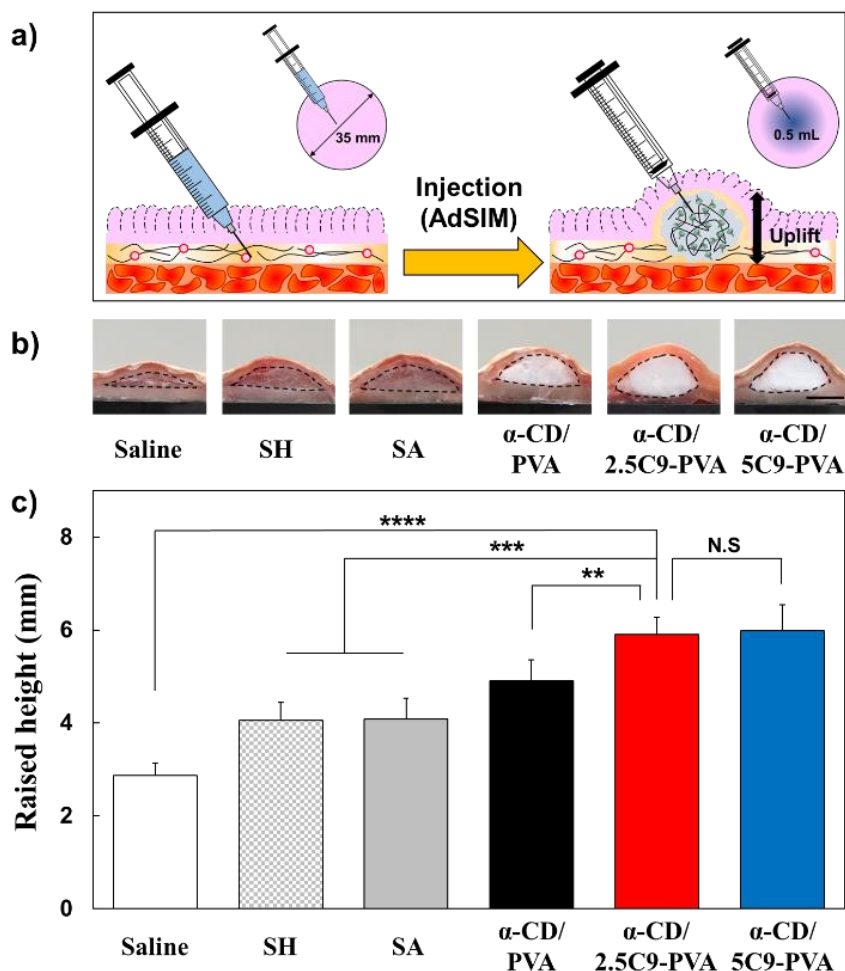 a)
35 mm
Injection
(AdSIM)
0.5 mL
Uplift
b)
Saline
SH
SA
α-CD/
PVA
α-CD/
2.5C9-PVA
α-CD/
5C9-PVA
c)
Raised height (mm)
8
6
4
2
0
****
***
**
N.S
Saline
SH
SA
α-CD/
PVA
α-CD/
2.5C9-PVA
α-CD/
5C9-PVA